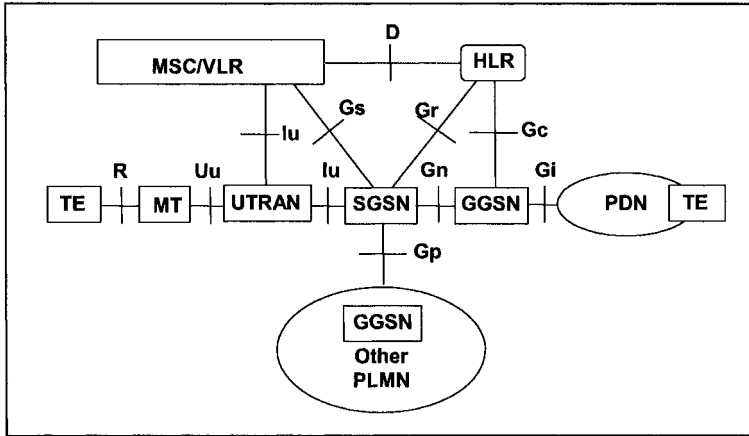 D
MSC/VLR
HLR
Gs
Gr
Iu
Gc
R
Uu
Iu
Gn
Gi
TE
MT
UTRAN
SGSN
GGSN
PDN
TE
Gp
GGSN
Other
PLMN